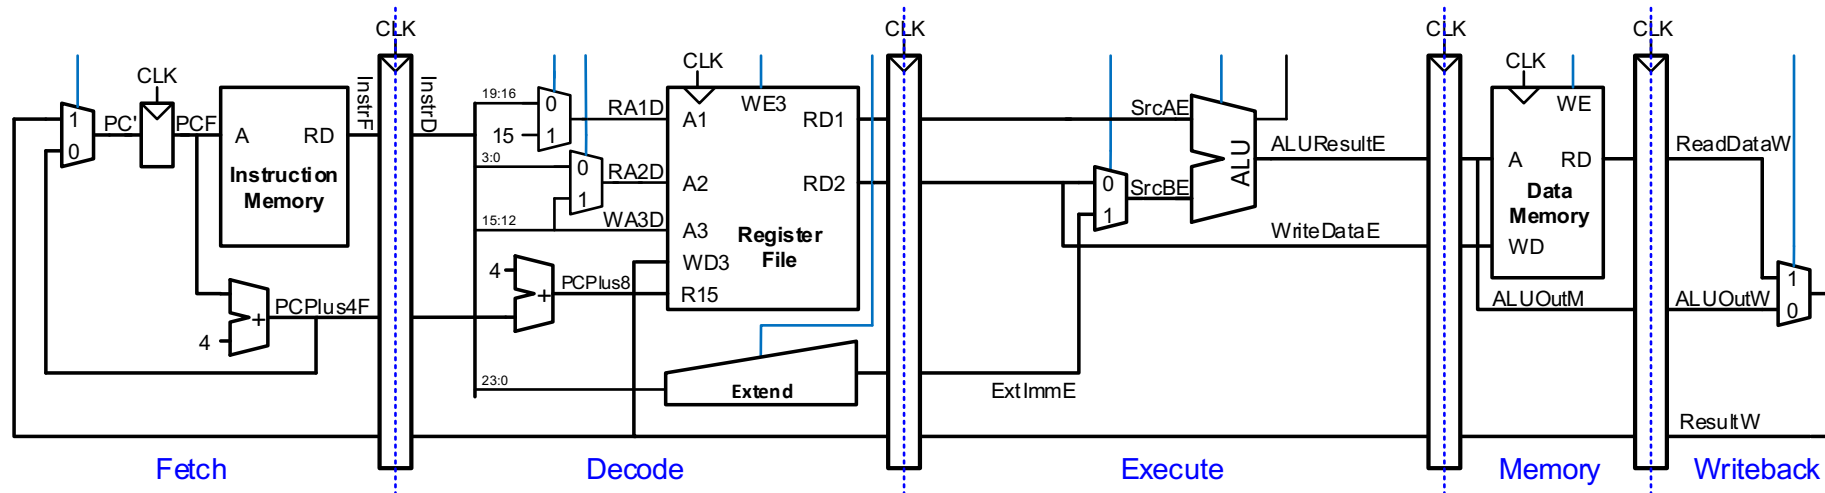 CLK
CLK
CLK
CLK
CLK
CLK
CLK
1
0
PC'
PCF
A
RD
Instruction
Memory
InstrF
InstrD
PCPlus4F
+
4
19:16
0
15
1
RA1D
3:0
0
1
RA2D
15:12
WA3D
4
+
PCPlus8
23:0
WE3
A1
RD1
A2
RD2
A3
WD3
R15
Register
File
Extend
SrcAE
0
1
SrcBE
ALU
ALUResultE
WriteDataE
ExtImmE
WE
A
RD
Data
Memory
WD
ALUOutM
ReadDataW
ALUOutW
1
0
ResultW
Fetch
Decode
Execute
Memory
Writeback